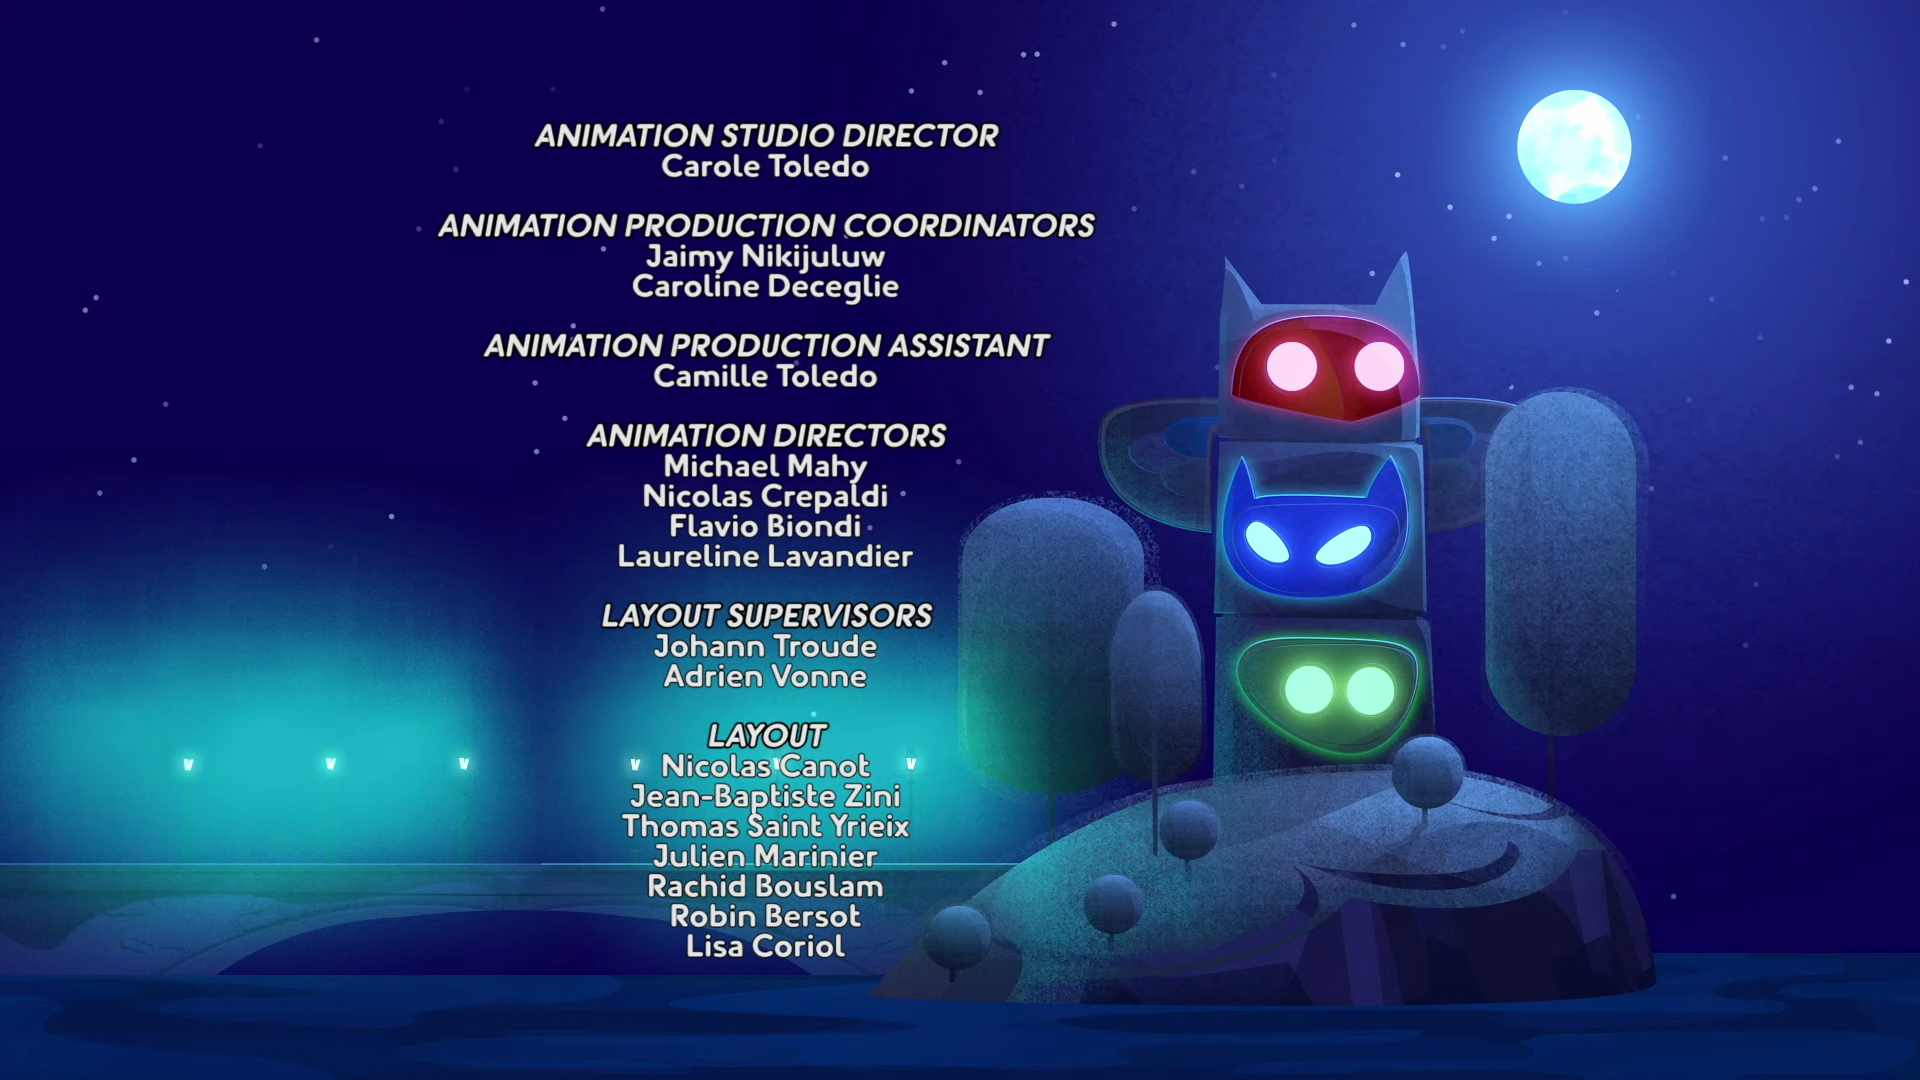 ANIMATION STUDIO DIRECTOR
Carole Toledo
ANIMATION PRODUCTION COORDINATORS
Jaimy Nikijuluw
Caroline Deceglie
ANIMATION PRODUCTION ASSISTANT
Camille Toledo
ANIMATION DIRECTORS
Michael Mahy
Nicolas Crepaldi
Flavio Biondi
Laureline Lavandier
LAYOUT SUPERVISORS
Johann Troude
Adrien Vonne
LAYOUT
Nicolas Canot
Jean-Baptiste Zini
Thomas Saint Yrieix
Julien Marinier
Rachid Bouslam
Robin Bersot
Lisa Coriol